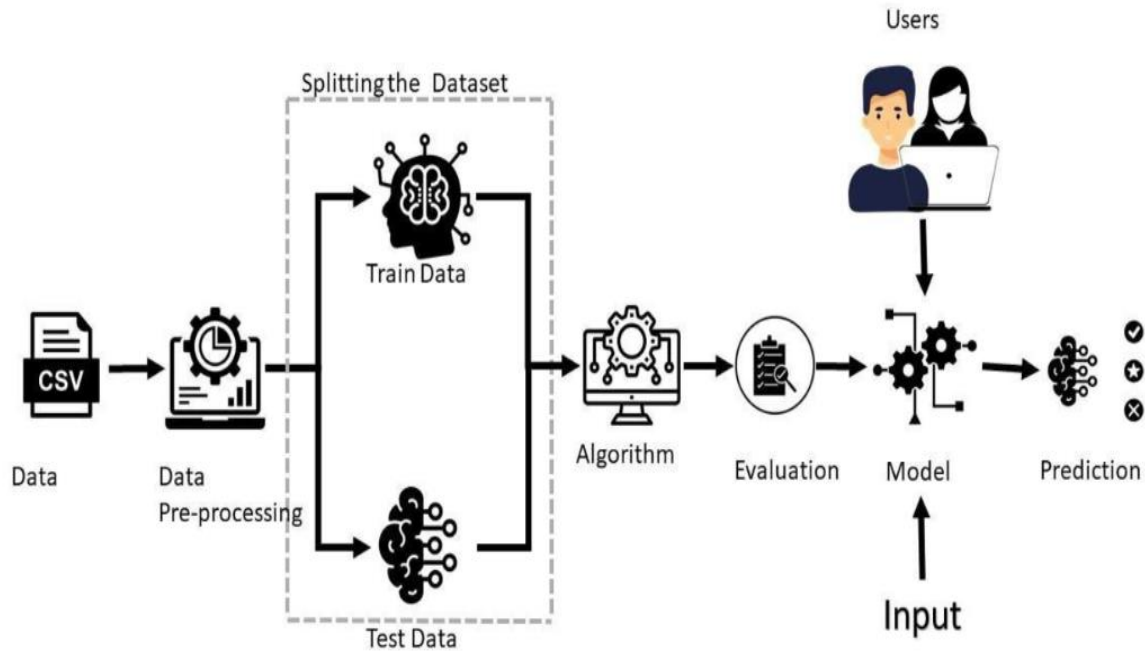 Users
Splitting the Dataset
Train Data
CSV
Data
Data
Pre-processing
Test Data
Algorithm
Evaluation
Model
Prediction
Input